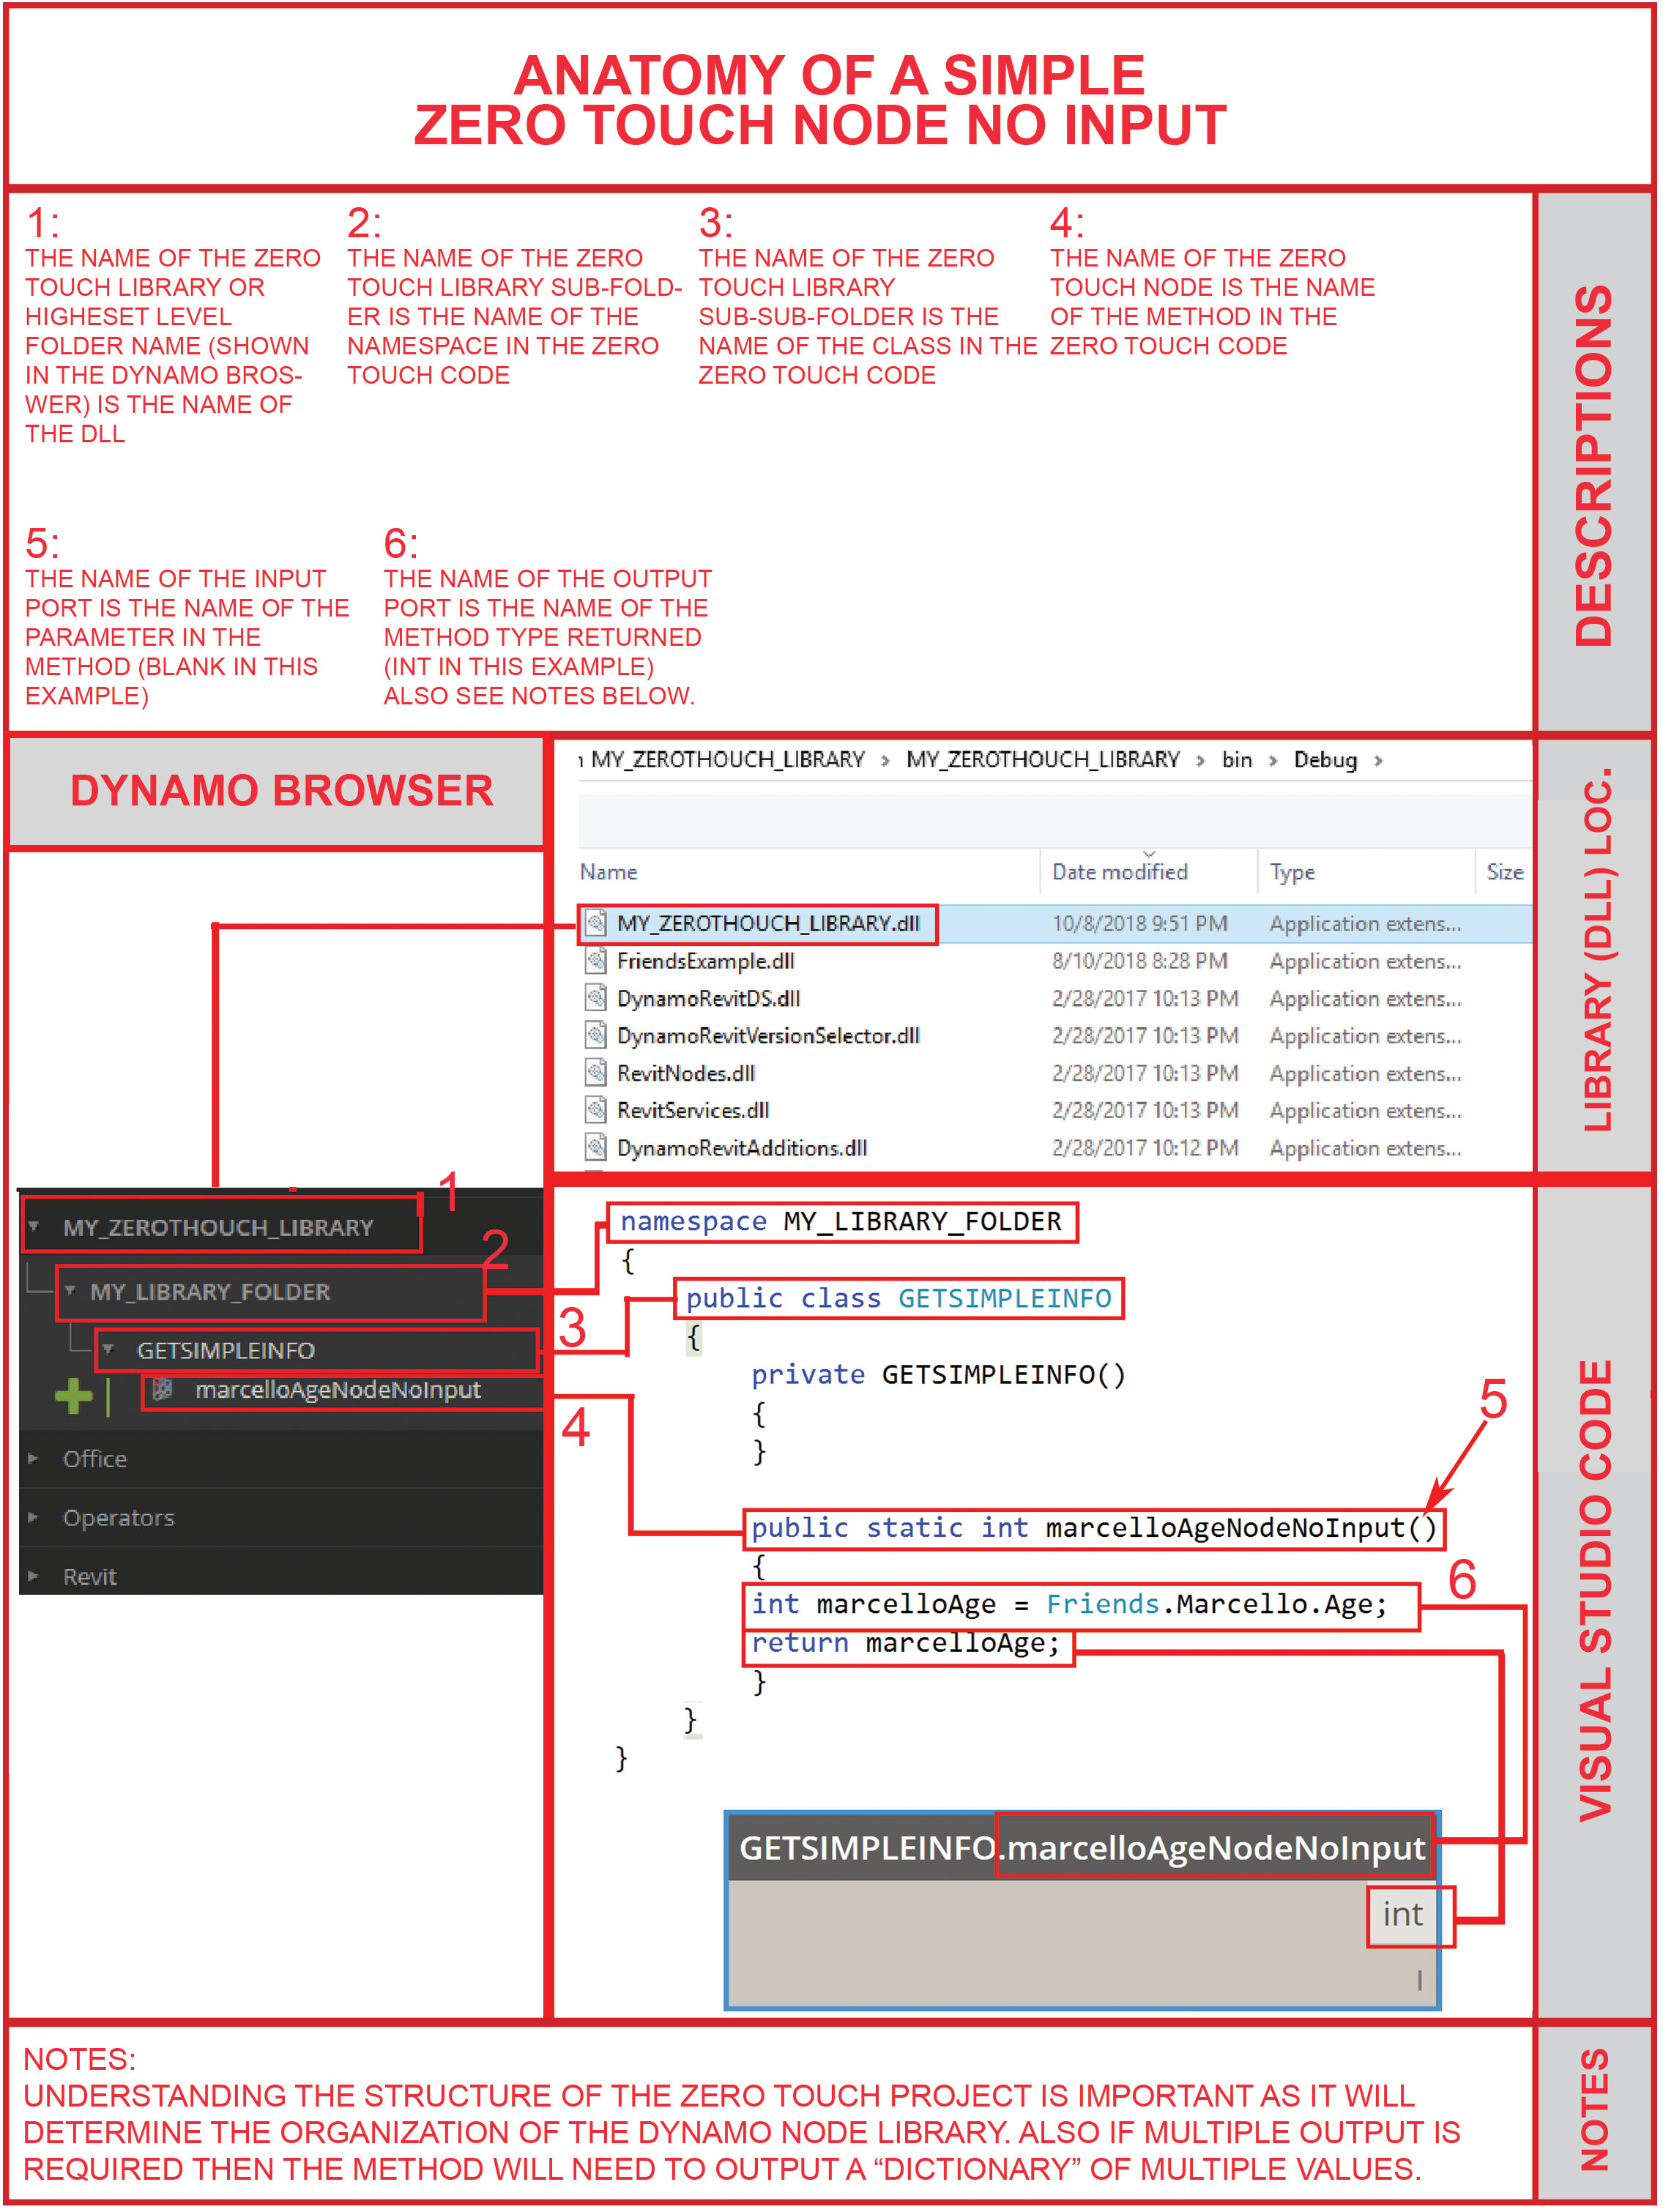 ANATOMY OF A SIMPLE
ZERO TOUCH NODE NO INPUT
1:
THE NAME OF THE ZERO
TOUCH LIBRARY OR
HIGHESET LEVEL
FOLDER NAME (SHOWN
IN THE DYNAMO BROS-
WER) IS THE NAME OF
THE DLL
2:
THE NAME OF THE ZERO
TOUCH LIBRARY SUB-FOLD-
ER IS THE NAME OF THE
NAMESPACE IN THE ZERO
TOUCH CODE
3:
THE NAME OF THE ZERO
TOUCH LIBRARY
SUB-SUB-FOLDER IS THE
NAME OF THE CLASS IN THE
ZERO TOUCH CODE
4:
THE NAME OF THE ZERO
TOUCH NODE IS THE NAME
OF THE METHOD IN THE
ZERO TOUCH CODE
5:
THE NAME OF THE INPUT
PORT IS THE NAME OF THE
PARAMETER IN THE
METHOD (BLANK IN THIS
EXAMPLE)
6:
THE NAME OF THE OUTPUT
PORT IS THE NAME OF THE
METHOD TYPE RETURNED
(INT IN THIS EXAMPLE)
ALSO SEE NOTES BELOW.
DESCRIPTIONS
DYNAMO BROWSER
MY_ZEROTHOUCH_LIBRARY > MY_ZEROTHOUCH_LIBRARY > bin > Debug >
Name Date modified Type Size
MY_ZEROTHOUCH_LIBRARY.dll 10/8/2018 9:51 PM Application extens...
FriendsExample.dll 8/10/2018 8:28 PM Application extens...
DynamoRevitDS.dll 2/28/2017 10:13 PM Application extens...
DynamoRevitVersionSelector.dll 2/28/2017 10:13 PM Application extens...
RevitNodes.dll 2/28/2017 10:13 PM Application extens...
RevitServices.dll 2/28/2017 10:13 PM Application extens...
DynamoRevitAdditions.dll 2/28/2017 10:12 PM Application extens...
LIBRARY (DLL) LOC.
MY_ZEROTHOUCH_LIBRARY 1
MY_LIBRARY_FOLDER 2
GETSIMPLEINFO 3
marcelloAgeNodeNoInput 4
Office
Operators
Revit
namespace MY_LIBRARY_FOLDER
{
public class GETSIMPLEINFO
{
private GETSIMPLEINFO()
{
}
5
public static int marcelloAgeNodeNoInput()
{
6
int marcelloAge = Friends.Marcello.Age;
return marcelloAge;
}
}
}
GETSIMPLEINFO.marcelloAgeNodeNoInput
int
l
VISUAL STUDIO CODE
NOTES:
UNDERSTANDING THE STRUCTURE OF THE ZERO TOUCH PROJECT IS IMPORTANT AS IT WILL
DETERMINE THE ORGANIZATION OF THE DYNAMO NODE LIBRARY. ALSO IF MULTIPLE OUTPUT IS
REQUIRED THEN THE METHOD WILL NEED TO OUTPUT A “DICTIONARY” OF MULTIPLE VALUES.
NOTES